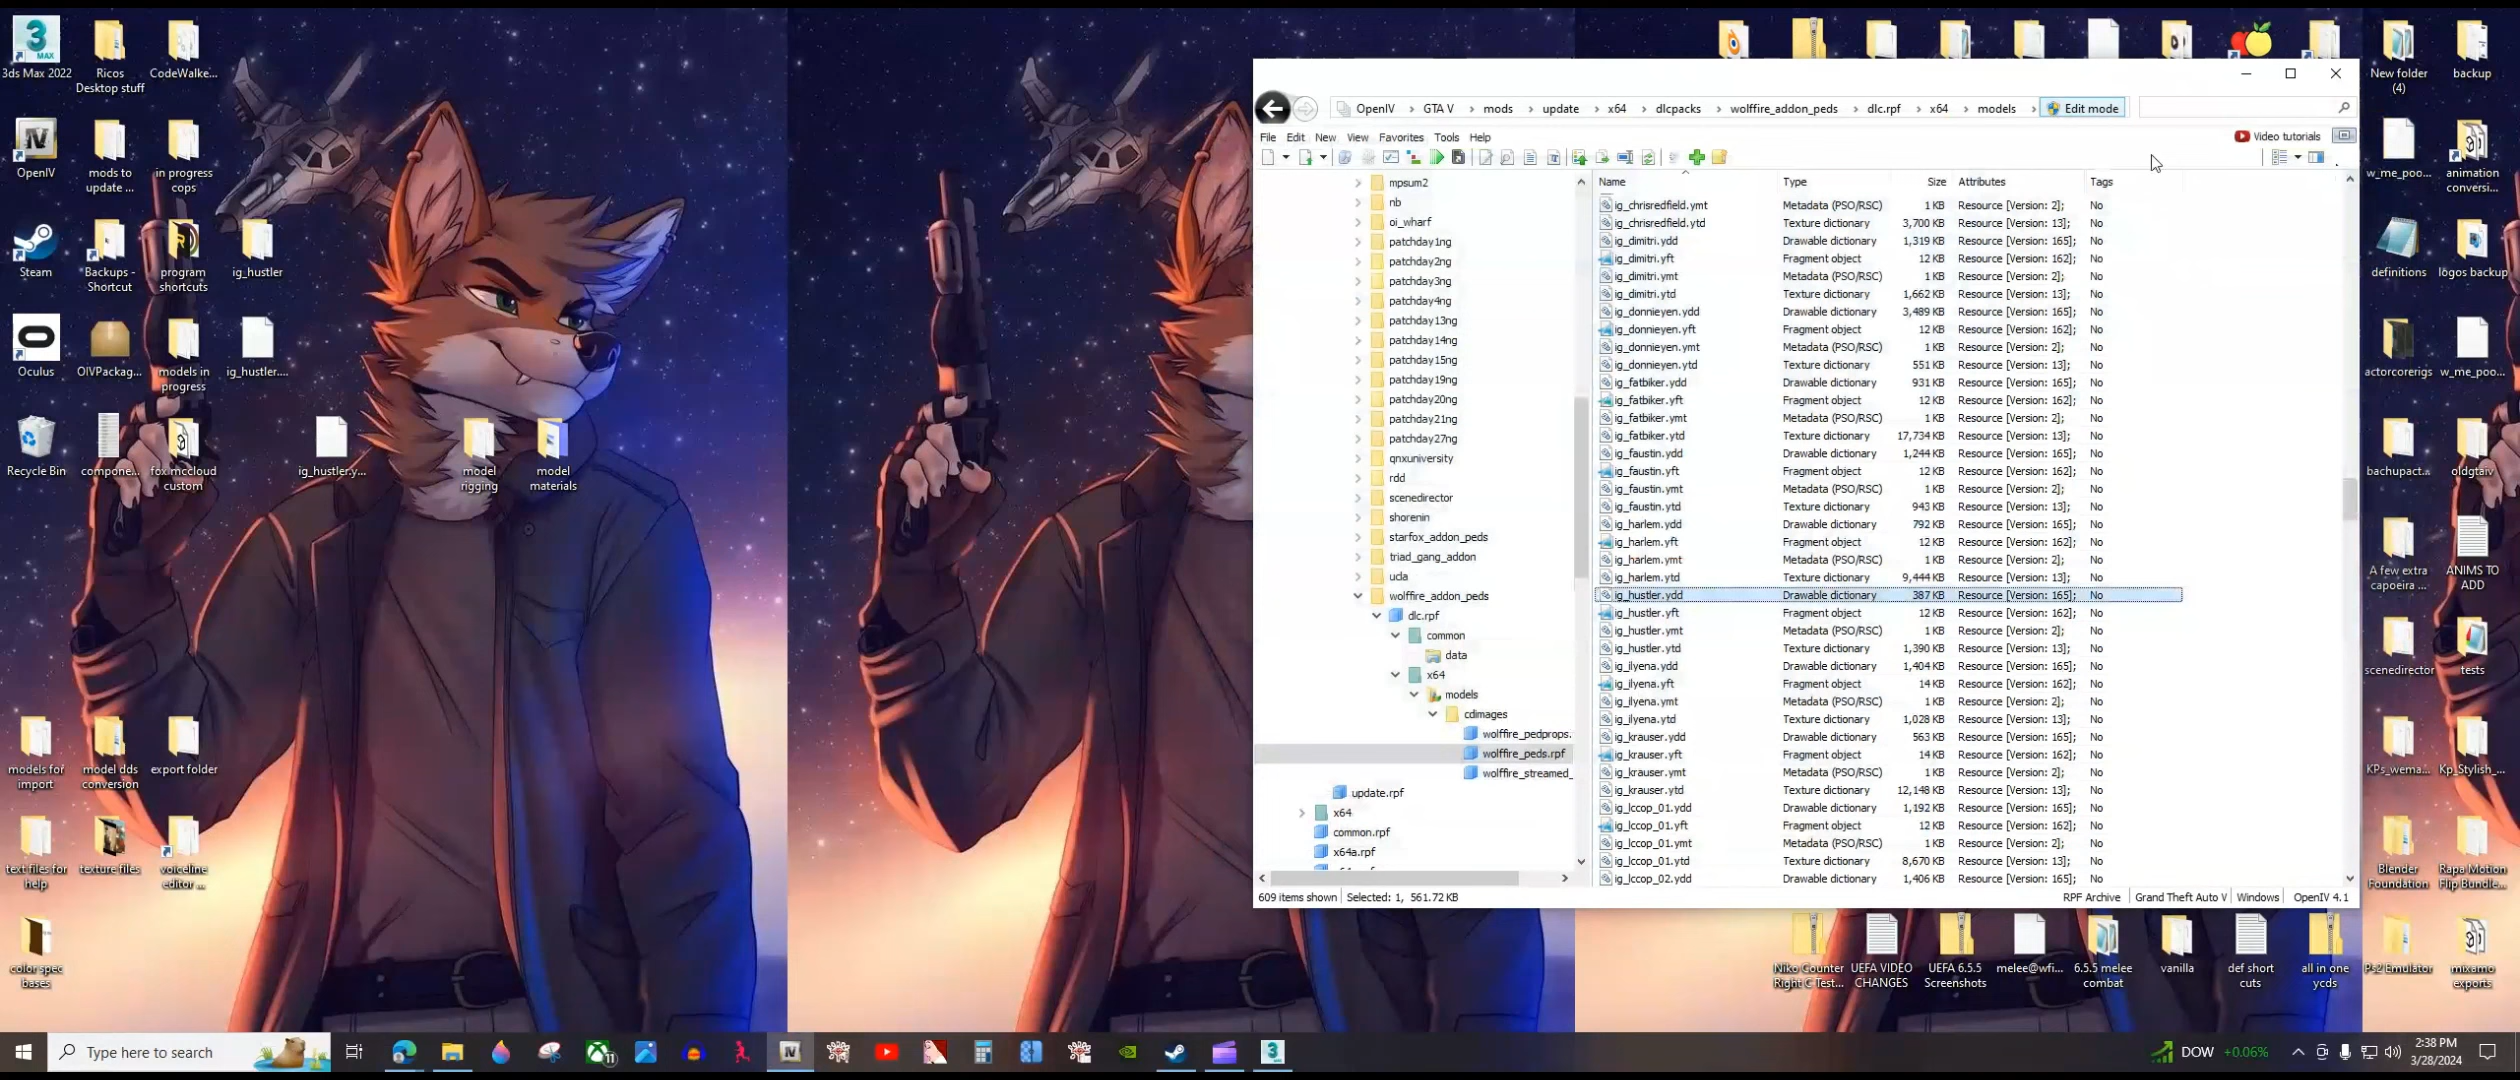 3ds Max 2022
Ricos
Desktop stuff
CodeWalke...
OpenIV
mods to
update ...
in progress
cops
Steam
Backups -
Shortcut
program
shortcuts
ig_hustler
Oculus
OIVPackag...
models in
progress
ig_hustler....
Recycle Bin
compone...
fox mccloud
custom
ig_hustler.y...
model
rigging
model
materials
models for
import
model dds
conversion
export folder
text files for
help
texture files
voiceline
editor ...
color spec
bases
New folder
(4)
backup
w_me_poo...
animation
conversi...
definitions
logos backup
actorcorerigs
w_me_poo...
bachupact...
oldgtaiv
A few extra
capoeira ...
ANIMS TO
ADD
scenedirector
tests
KPs_wema...
Kp_Stylish_...
Blender
Foundation
Rapa Motion
Flip Bundle...
Niko Counter
Right C Test...
UEFA VIDEO
CHANGES
UEFA 6.5.5
Screenshots
melee@wfi...
6.5.5 melee
combat
vanilla
def short
cuts
all in one
ycds
Ps2 Emulator
mixamo
exports
OpenIV GTA V mods update x64 dlcpacks wolffire_addon_peds dlc.rpf x64 models Edit mode
File Edit New View Favorites Tools Help
Video tutorials
mpsum2
nb
oi_wharf
patchday1ng
patchday2ng
patchday3ng
patchday4ng
patchday13ng
patchday14ng
patchday15ng
patchday19ng
patchday20ng
patchday21ng
patchday27ng
qnxuniversity
rdd
scenedirector
shorenin
starfox_addon_peds
triad_gang_addon
uda
wolffire_addon_peds
dlc.rpf
common
data
x64
models
cdimages
wolffire_pedprops.
wolffire_peds.rpf
wolffire_streamed_
update.rpf
x64
common.rpf
x64a.rpf
Name Type Size Attributes Tags
ig_chrisredfield.ymt Metadata (PSO/RSC) 1 KB Resource [Version: 2]; No
ig_chrisredfield.ytd Texture dictionary 3,700 KB Resource [Version: 13]; No
ig_dimitri.ydd Drawable dictionary 1,319 KB Resource [Version: 165]; No
ig_dimitri.yft Fragment object 12 KB Resource [Version: 162]; No
ig_dimitri.ymt Metadata (PSO/RSC) 1 KB Resource [Version: 2]; No
ig_dimitri.ytd Texture dictionary 1,662 KB Resource [Version: 13]; No
ig_donnieyen.ydd Drawable dictionary 3,489 KB Resource [Version: 165]; No
ig_donnieyen.yft Fragment object 12 KB Resource [Version: 162]; No
ig_donnieyen.ymt Metadata (PSO/RSC) 1 KB Resource [Version: 2]; No
ig_donnieyen.ytd Texture dictionary 551 KB Resource [Version: 13]; No
ig_fatbiker.ydd Drawable dictionary 931 KB Resource [Version: 165]; No
ig_fatbiker.yft Fragment object 12 KB Resource [Version: 162]; No
ig_fatbiker.ymt Metadata (PSO/RSC) 1 KB Resource [Version: 2]; No
ig_fatbiker.ytd Texture dictionary 17,734 KB Resource [Version: 13]; No
ig_faustin.ydd Drawable dictionary 1,244 KB Resource [Version: 165]; No
ig_faustin.yft Fragment object 12 KB Resource [Version: 162]; No
ig_faustin.ymt Metadata (PSO/RSC) 1 KB Resource [Version: 2]; No
ig_faustin.ytd Texture dictionary 943 KB Resource [Version: 13]; No
ig_harlem.ydd Drawable dictionary 792 KB Resource [Version: 165]; No
ig_harlem.yft Fragment object 12 KB Resource [Version: 162]; No
ig_harlem.ymt Metadata (PSO/RSC) 1 KB Resource [Version: 2]; No
ig_harlem.ytd Texture dictionary 9,444 KB Resource [Version: 13]; No
ig_hustler.ydd Drawable dictionary 387 KB Resource [Version: 165]; No
ig_hustler.yft Fragment object 12 KB Resource [Version: 162]; No
ig_hustler.ymt Metadata (PSO/RSC) 1 KB Resource [Version: 2]; No
ig_hustler.ytd Texture dictionary 1,390 KB Resource [Version: 13]; No
ig_ilyena.ydd Drawable dictionary 1,404 KB Resource [Version: 165]; No
ig_ilyena.yft Fragment object 14 KB Resource [Version: 162]; No
ig_ilyena.ymt Metadata (PSO/RSC) 1 KB Resource [Version: 2]; No
ig_ilyena.ytd Texture dictionary 1,028 KB Resource [Version: 13]; No
ig_krauser.ydd Drawable dictionary 563 KB Resource [Version: 165]; No
ig_krauser.yft Fragment object 14 KB Resource [Version: 162]; No
ig_krauser.ymt Metadata (PSO/RSC) 1 KB Resource [Version: 2]; No
ig_krauser.ytd Texture dictionary 12,148 KB Resource [Version: 13]; No
ig_lccop_01.ydd Drawable dictionary 1,192 KB Resource [Version: 165]; No
ig_lccop_01.yft Fragment object 12 KB Resource [Version: 162]; No
ig_lccop_01.ymt Metadata (PSO/RSC) 1 KB Resource [Version: 2]; No
ig_lccop_01.ytd Texture dictionary 8,670 KB Resource [Version: 13]; No
ig_lccop_02.ydd Drawable dictionary 1,406 KB Resource [Version: 165]; No
609 items shown Selected: 1, 561.72 KB
RPF Archive Grand Theft Auto V Windows OpenIV 4.1
Type here to search
11
DOW +0.06%
2:38 PM
3/28/2024